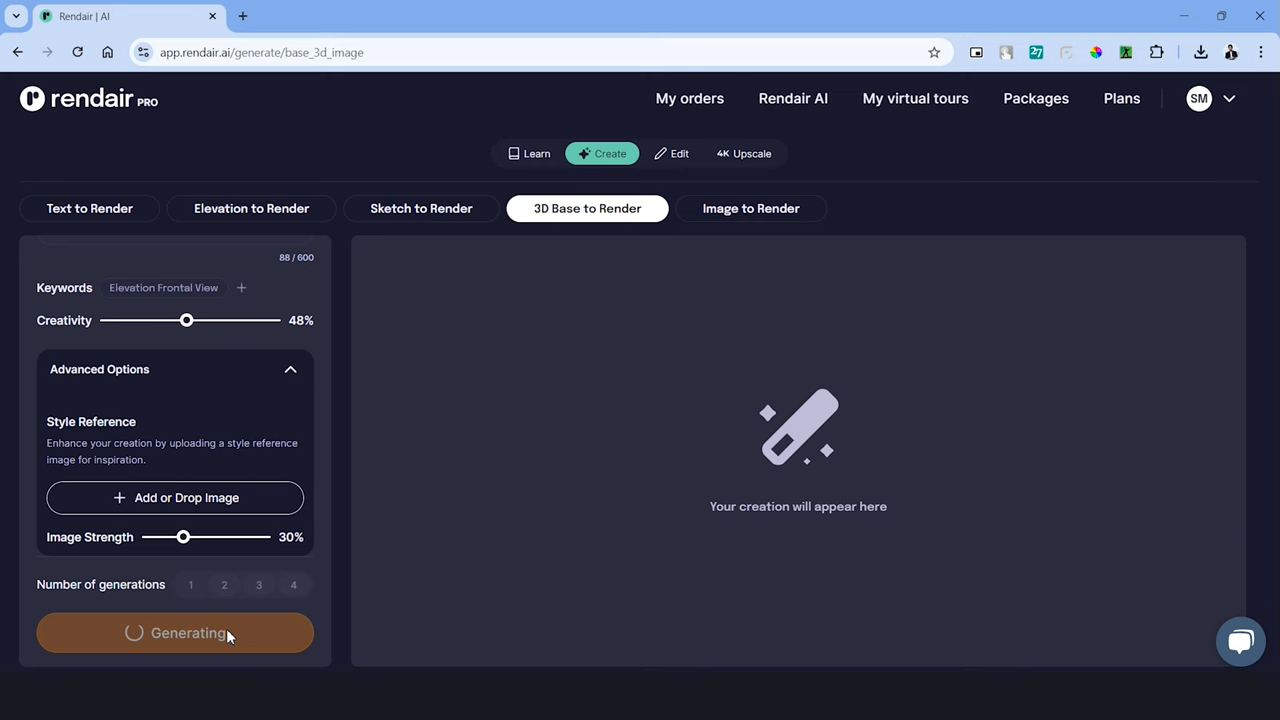 Rendair | AI
app.rendair.ai/generate/base_3d_image
27
rendair PRO
My orders
Rendair AI
My virtual tours
Packages
Plans
SM
Learn
Create
Edit
4K Upscale
Text to Render
Elevation to Render
Sketch to Render
3D Base to Render
Image to Render
88 / 600
Keywords
Elevation Frontal View
Creativity
48%
Advanced Options
Style Reference
Enhance your creation by uploading a style reference
image for inspiration.
Add or Drop Image
Image Strength
30%
Number of generations
1
2
3
4
Generating
Your creation will appear here